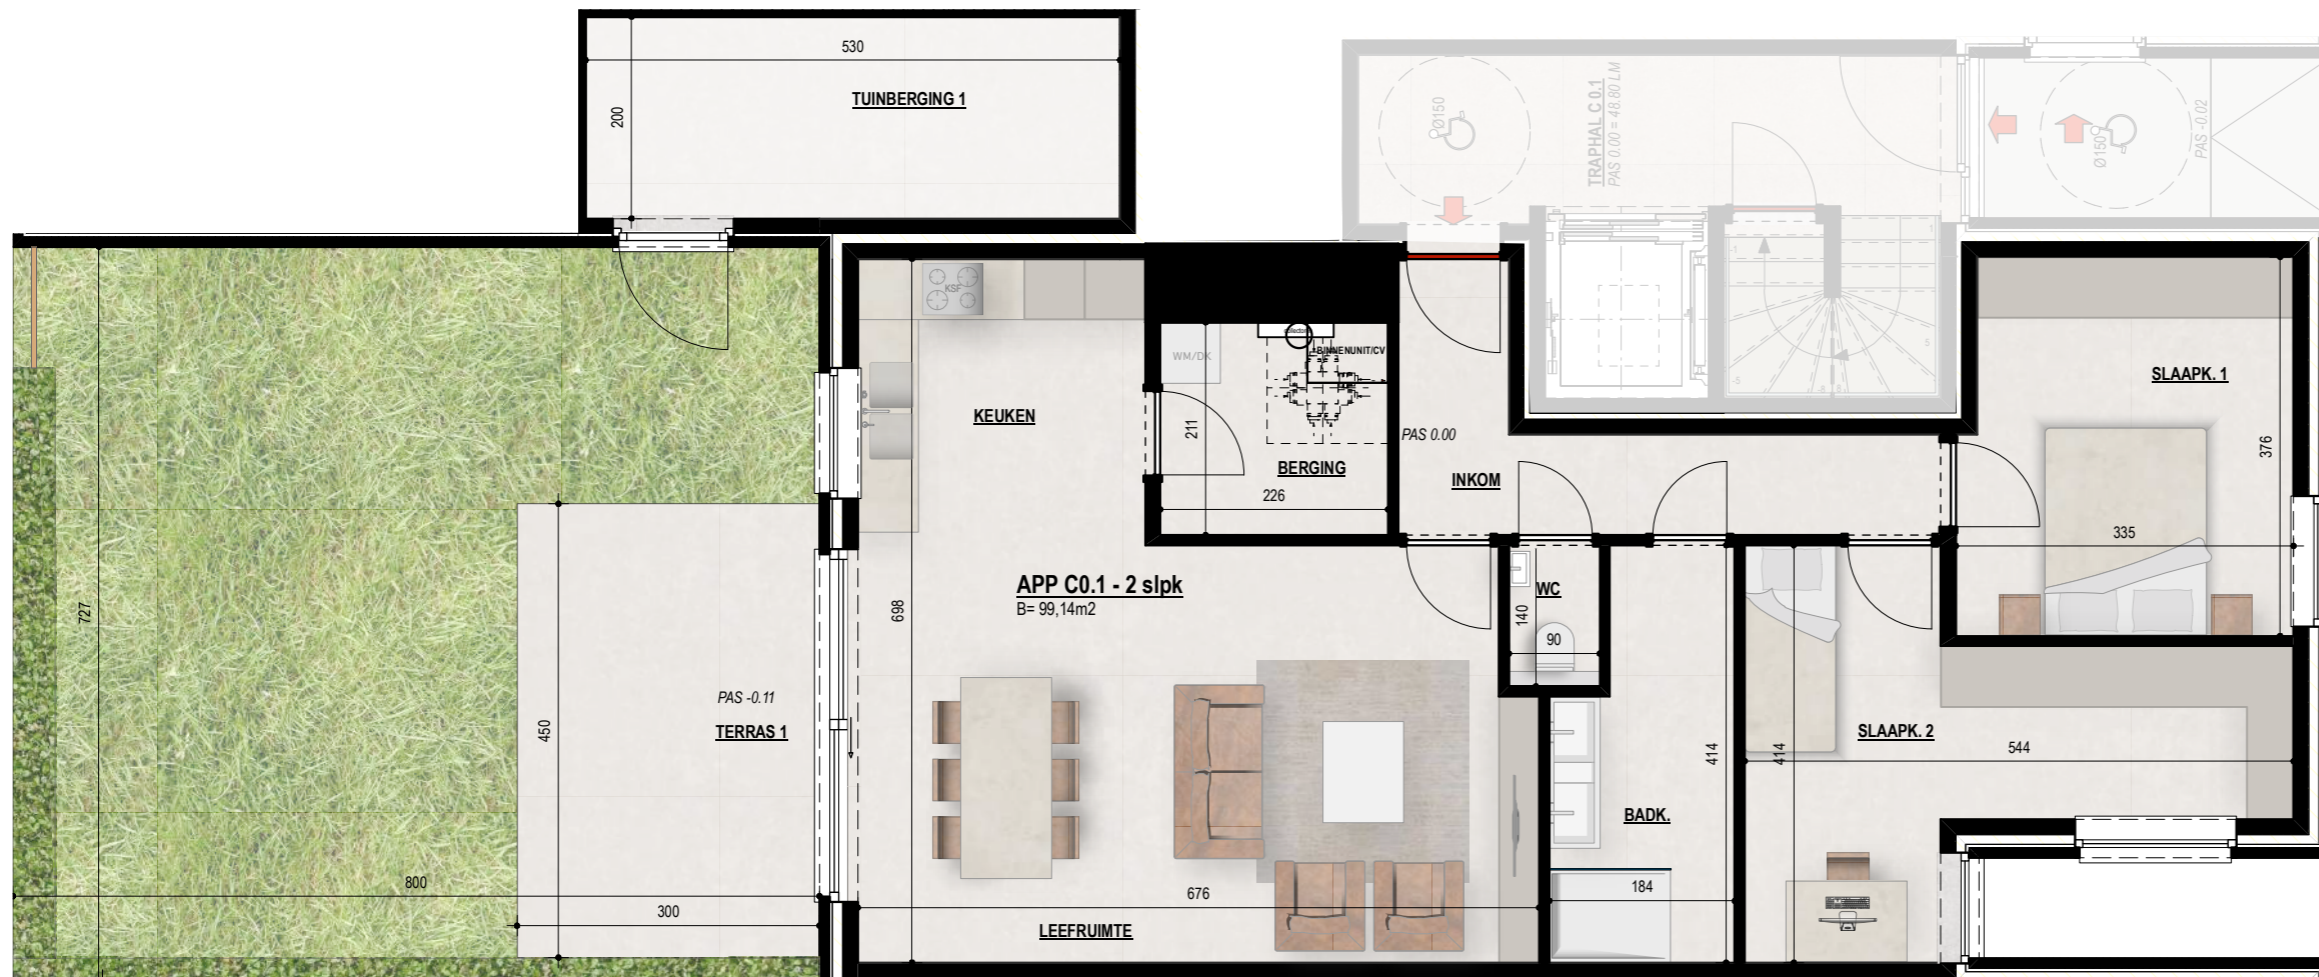 530
200
TUINBERGING 1
Ø150
TRAPHAL C 0.1
PAS 0.00 = 48.80 LM
Ø150
PAS -0.02
KSF
KEUKEN
WM/DK
BINNENUNIT/CV
211
BERGING
226
PAS 0.00
INKOM
SLAAPK. 1
376
335
727
450
PAS -0.11
TERRAS 1
800
300
698
APP C0.1 - 2 slpk
B= 99,14m2
676
LEEFRUIMTE
WC
140
90
414
BADK.
184
414
SLAAPK. 2
544